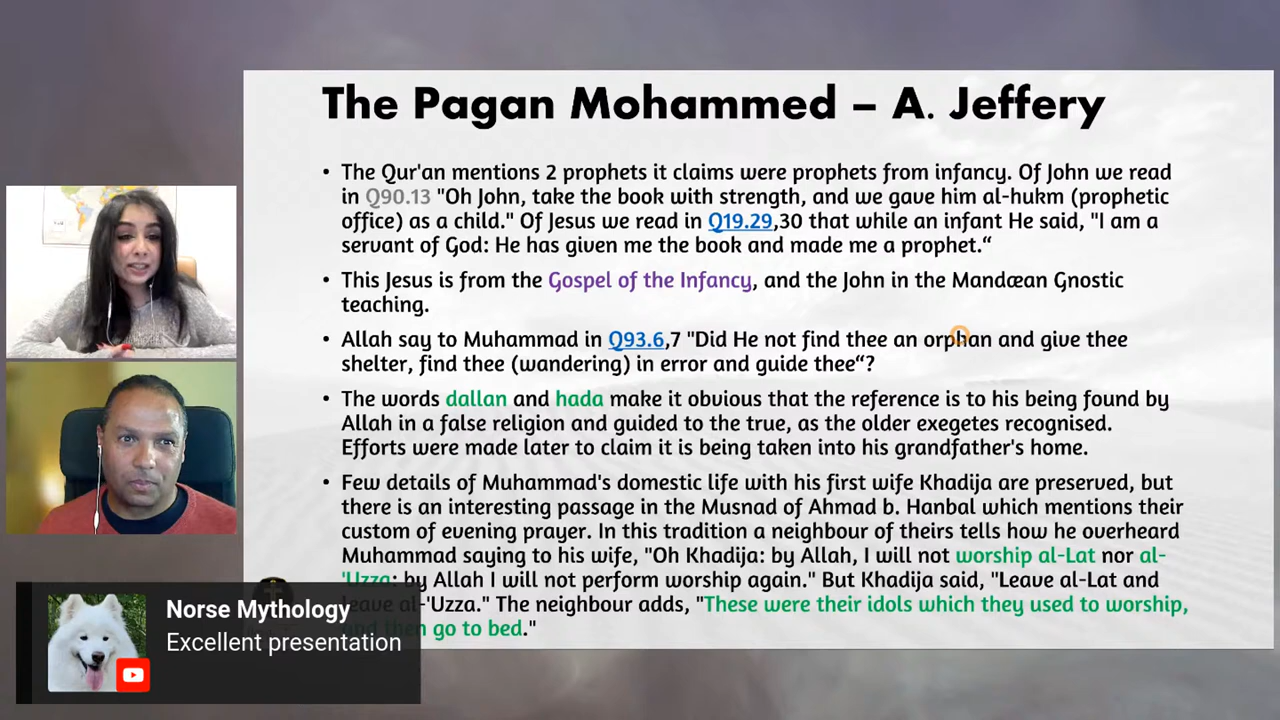 The Pagan Mohammed – A. Jeffery
• The Qur'an mentions 2 prophets it claims were prophets from infancy. Of John we read
in Q90.13 "Oh John, take the book with strength, and we gave him al-hukm (prophetic
office) as a child." Of Jesus we read in Q19.29,30 that while an infant He said, "I am a
servant of God: He has given me the book and made me a prophet.“
• This Jesus is from the Gospel of the Infancy, and the John in the Mandæan Gnostic
teaching.
• Allah say to Muhammad in Q93.6,7 "Did He not find thee an orphan and give thee
shelter, find thee (wandering) in error and guide thee“?
• The words dallan and hada make it obvious that the reference is to his being found by
Allah in a false religion and guided to the true, as the older exegetes recognised.
Efforts were made later to claim it is being taken into his grandfather's home.
• Few details of Muhammad's domestic life with his first wife Khadija are preserved, but
there is an interesting passage in the Musnad of Ahmad b. Hanbal which mentions their
custom of evening prayer. In this tradition a neighbour of theirs tells how he overheard
Muhammad saying to his wife, "Oh Khadija: by Allah, I will not worship al-Lat nor al-
'Uzza: by Allah I will not perform worship again." But Khadija said, "Leave al-Lat and
leave al-'Uzza." The neighbour adds, "These were their idols which they used to worship,
and then go to bed."
Norse Mythology
Excellent presentation